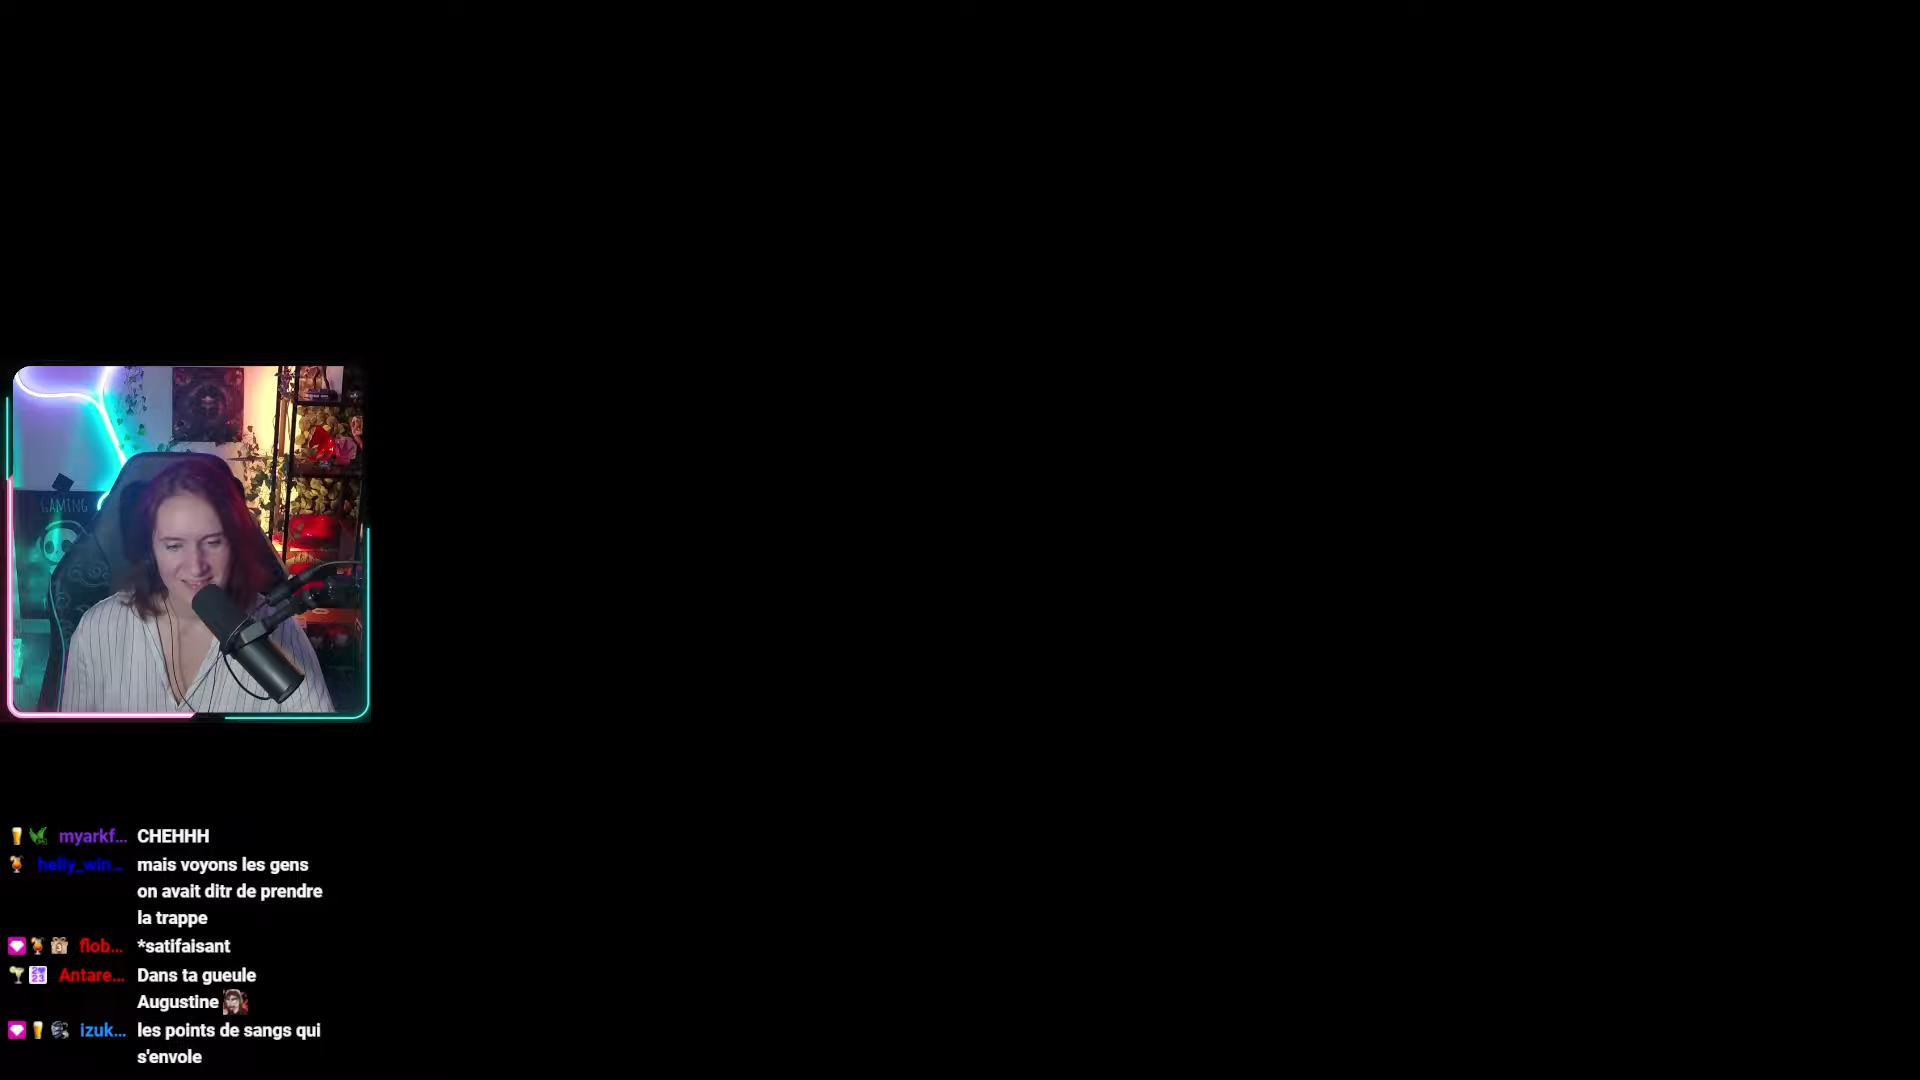 GAMING
myarkf... CHEHHH
helly_win... mais voyons les gens
on avait ditr de prendre
la trappe
flob... *satifaisant
Antare... Dans ta gueule
Augustine
izuk... les points de sangs qui
s'envole